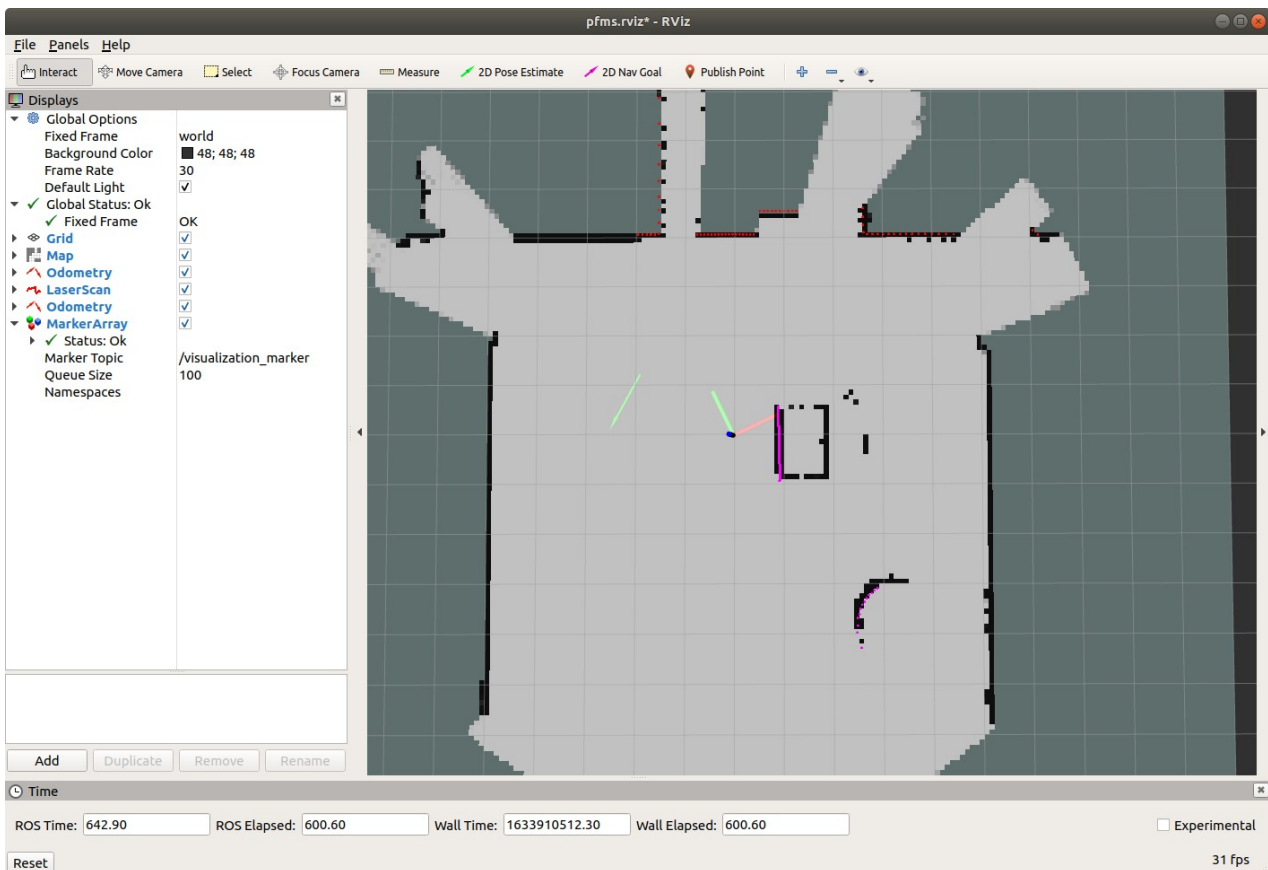 pfms.rviz* - RViz
File Panels Help
Interact Move Camera Select Focus Camera Measure 2D Pose Estimate 2D Nav Goal Publish Point
Displays
Global Options
Fixed Frame world
Background Color 48; 48; 48
Frame Rate 30
Default Light
Global Status: Ok
Fixed Frame OK
Grid
Map
Odometry
LaserScan
Odometry
MarkerArray
Status: Ok
Marker Topic /visualization_marker
Queue Size 100
Namespaces
Add Duplicate Remove Rename
Time
ROS Time: 642.90 ROS Elapsed: 600.60 Wall Time: 1633910512.30 Wall Elapsed: 600.60 Experimental
Reset 31 fps